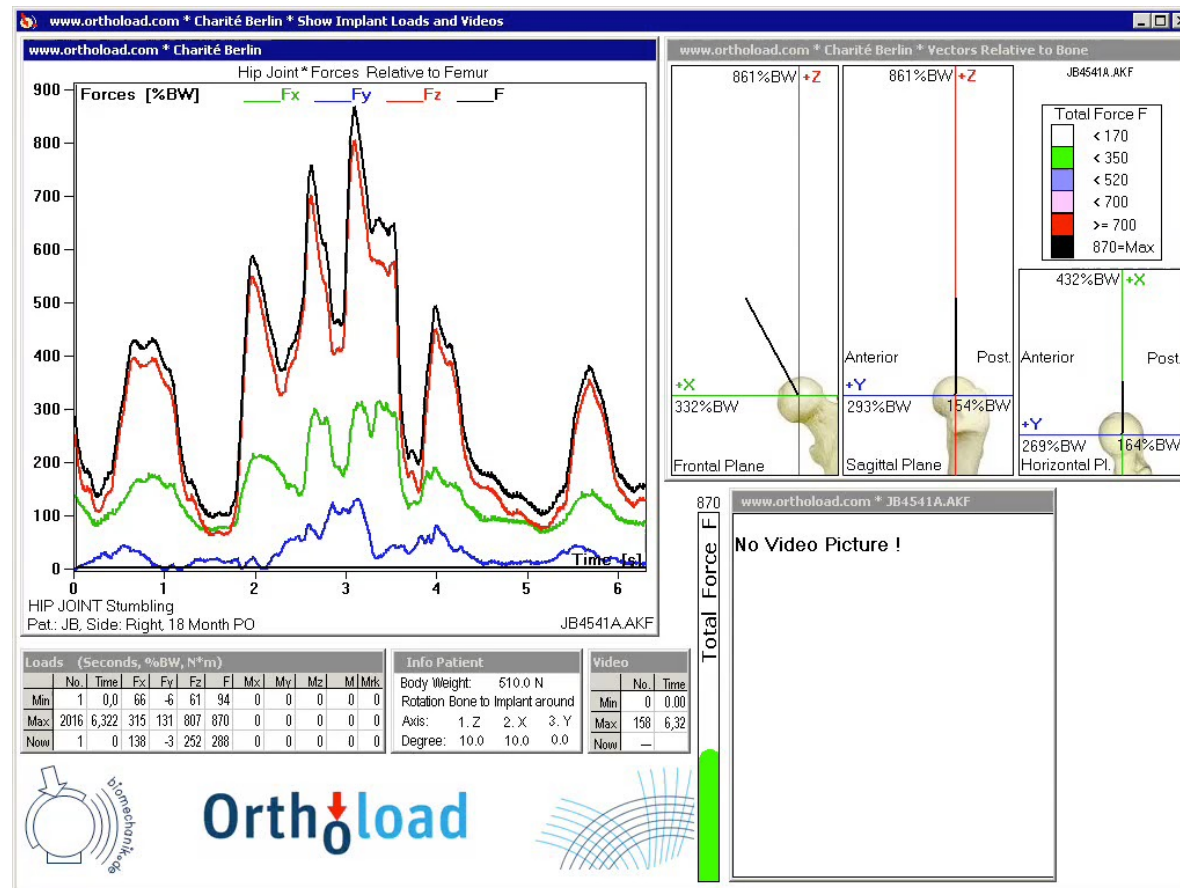 www.orthoload.com * Charité Berlin * Show Implant Loads and Videos
www.orthoload.com * Charité Berlin
Hip Joint * Forces Relative to Femur
Forces [%BW] Fx Fy Fz F
900
800
700
600
500
400
300
200
100
0
Time [s]
0 1 2 3 4 5 6
HIP JOINT Stumbling
Pat.: JB, Side: Right, 18 Month PO JB4541A.AKF
www.orthoload.com * Charité Berlin * Vectors Relative to Bone
861%BW +Z
+X
332%BW
Frontal Plane
861%BW +Z
Anterior Post.
+Y
293%BW 154%BW
Sagittal Plane
JB4541A.AKF
Total Force F
< 170
< 350
< 520
< 700
>= 700
870=Max
432%BW +X
Anterior Post.
+Y
269%BW 164%BW
Horizontal Pl.
Loads (Seconds, %BW, N*m)
No. Time Fx Fy Fz F Mx My Mz M Mrk
Min 1 0,0 66 -6 61 94 0 0 0 0 0
Max 2016 6,322 315 131 807 870 0 0 0 0 0
Now 1 0 138 -3 252 288 0 0 0 0 0
Info Patient
Body Weight: 510.0 N
Rotation Bone to Implant around
Axis: 1. Z 2. X 3. Y
Degree: 10.0 10.0 0.0
Video
No. Time
Min 0 0.00
Max 158 6,32
Now —
870
Total Force F
www.orthoload.com * JB4541A.AKF
No Video Picture !
biomechanik.de
Orthoload